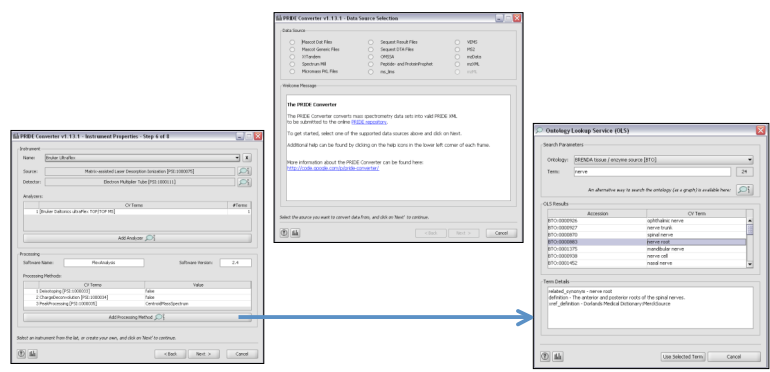 PRIDE Converter v1.13.1 - Data Source Selection
Data Source
Mascot Dat Files Sequest Result Files VEMS
Mascot Generic Files Sequest DTA Files MS2
X!Tandem OMSSA mzData
Spectrum Mill Peptide- and ProteinProphet mzXML
Micromass PKL Files ms_lims mzML
Welcome Message
The PRIDE Converter
The PRIDE Converter converts mass spectrometry data sets into valid PRIDE XML
to be submitted to the online PRIDE repository.
To get started, select one of the supported data sources above and click on Next.
Additional help can be found by clicking on the help icons in the lower left corner of each frame.
More information about the PRIDE Converter can be found here:
http://code.google.com/p/pride-converter/
Select the source you want to convert data from, and click on 'Next' to continue.
? < Back Next > Cancel
PRIDE Converter v1.13.1 - Instrument Properties - Step 6 of 8
Instrument
Name: Bruker Ultraflex X
Source: Matrix-assisted Laser Desorption Ionization [PSI:1000075]
Detector: Electron Multiplier Tube [PSI:1000111]
Analyzers:
CV Terms #Terms
1 [Bruker Daltonics ultraFlex TOF/TOF MS] 1
Add Analyzer
Processing
Software Name: FlexAnalysis Software Version: 2.4
Processing Methods:
CV Terms Value
1 Deisotoping [PSI:1000033] false
2 ChargeDeconvolution [PSI:1000034] false
3 PeakProcessing [PSI:1000035] CentroidMassSpectrum
Add Processing Method
Select an instrument from the list, or create your own, and click on 'Next' to continue.
? < Back Next > Cancel
Ontology Lookup Service (OLS)
Search Parameters
Ontology: BRENDA tissue / enzyme source [BTO]
Term: nerve 24
An alternative way to search the ontology (as a graph) is available here:
OLS Results
Accession CV Term
BTO:0000926 ophthalmic nerve
BTO:0000927 nerve trunk
BTO:0000870 spinal nerve
BTO:0000883 nerve root
BTO:0001375 mandibular nerve
BTO:0000938 nerve cell
BTO:0001452 nasal nerve
Term Details
related_synonym - nerve root
definition - The anterior and posterior roots of the spinal nerves.
xref_definition - Dorlands Medical Dictionary:MerckSource
? Use Selected Term Cancel